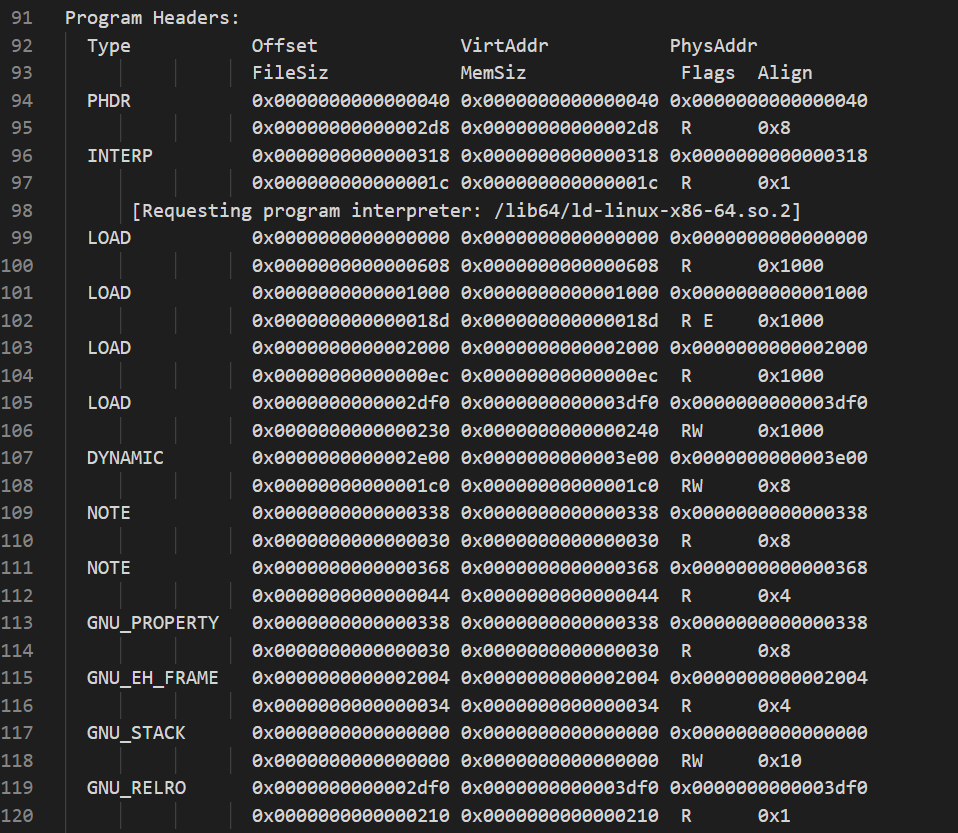 91 Program Headers:
92 Type Offset VirtAddr PhysAddr
93 FileSiz MemSiz Flags Align
94 PHDR 0x0000000000000040 0x0000000000000040 0x0000000000000040
95 0x00000000000002d8 0x00000000000002d8 R 0x8
96 INTERP 0x0000000000000318 0x0000000000000318 0x0000000000000318
97 0x000000000000001c 0x000000000000001c R 0x1
98 [Requesting program interpreter: /lib64/ld-linux-x86-64.so.2]
99 LOAD 0x0000000000000000 0x0000000000000000 0x0000000000000000
100 0x0000000000000608 0x0000000000000608 R 0x1000
101 LOAD 0x0000000000001000 0x0000000000001000 0x0000000000001000
102 0x000000000000018d 0x000000000000018d R E 0x1000
103 LOAD 0x0000000000002000 0x0000000000002000 0x0000000000002000
104 0x00000000000000ec 0x00000000000000ec R 0x1000
105 LOAD 0x0000000000002df0 0x0000000000003df0 0x0000000000003df0
106 0x0000000000000230 0x0000000000000240 RW 0x1000
107 DYNAMIC 0x0000000000002e00 0x0000000000003e00 0x0000000000003e00
108 0x00000000000001c0 0x00000000000001c0 RW 0x8
109 NOTE 0x0000000000000338 0x0000000000000338 0x0000000000000338
110 0x0000000000000030 0x0000000000000030 R 0x8
111 NOTE 0x0000000000000368 0x0000000000000368 0x0000000000000368
112 0x0000000000000044 0x0000000000000044 R 0x4
113 GNU_PROPERTY 0x0000000000000338 0x0000000000000338 0x0000000000000338
114 0x0000000000000030 0x0000000000000030 R 0x8
115 GNU_EH_FRAME 0x0000000000002004 0x0000000000002004 0x0000000000002004
116 0x0000000000000034 0x0000000000000034 R 0x4
117 GNU_STACK 0x0000000000000000 0x0000000000000000 0x0000000000000000
118 0x0000000000000000 0x0000000000000000 RW 0x10
119 GNU_RELRO 0x0000000000002df0 0x0000000000003df0 0x0000000000003df0
120 0x0000000000000210 0x0000000000000210 R 0x1